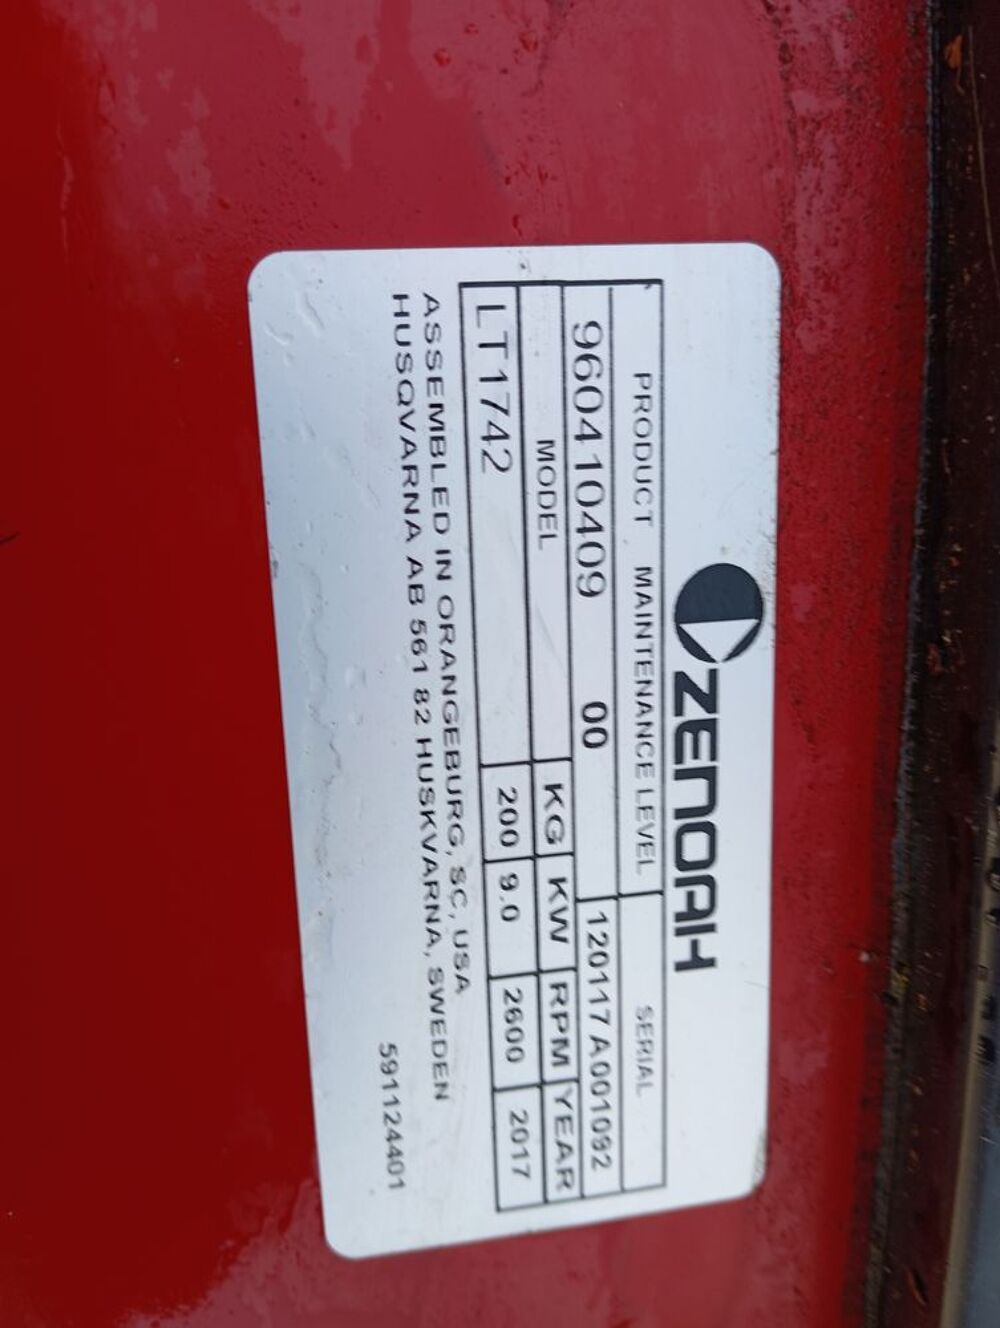 ZENOAH
PRODUCT MAINTENANCE LEVEL SERIAL
960410409 00 120117A001092
MODEL KG KW RPM YEAR
LT1742 200 9.0 2600 2017
ASSEMBLED IN ORANGEBURG, SC, USA
HUSQVARNA AB 561 82 HUSKVARNA, SWEDEN
591124401